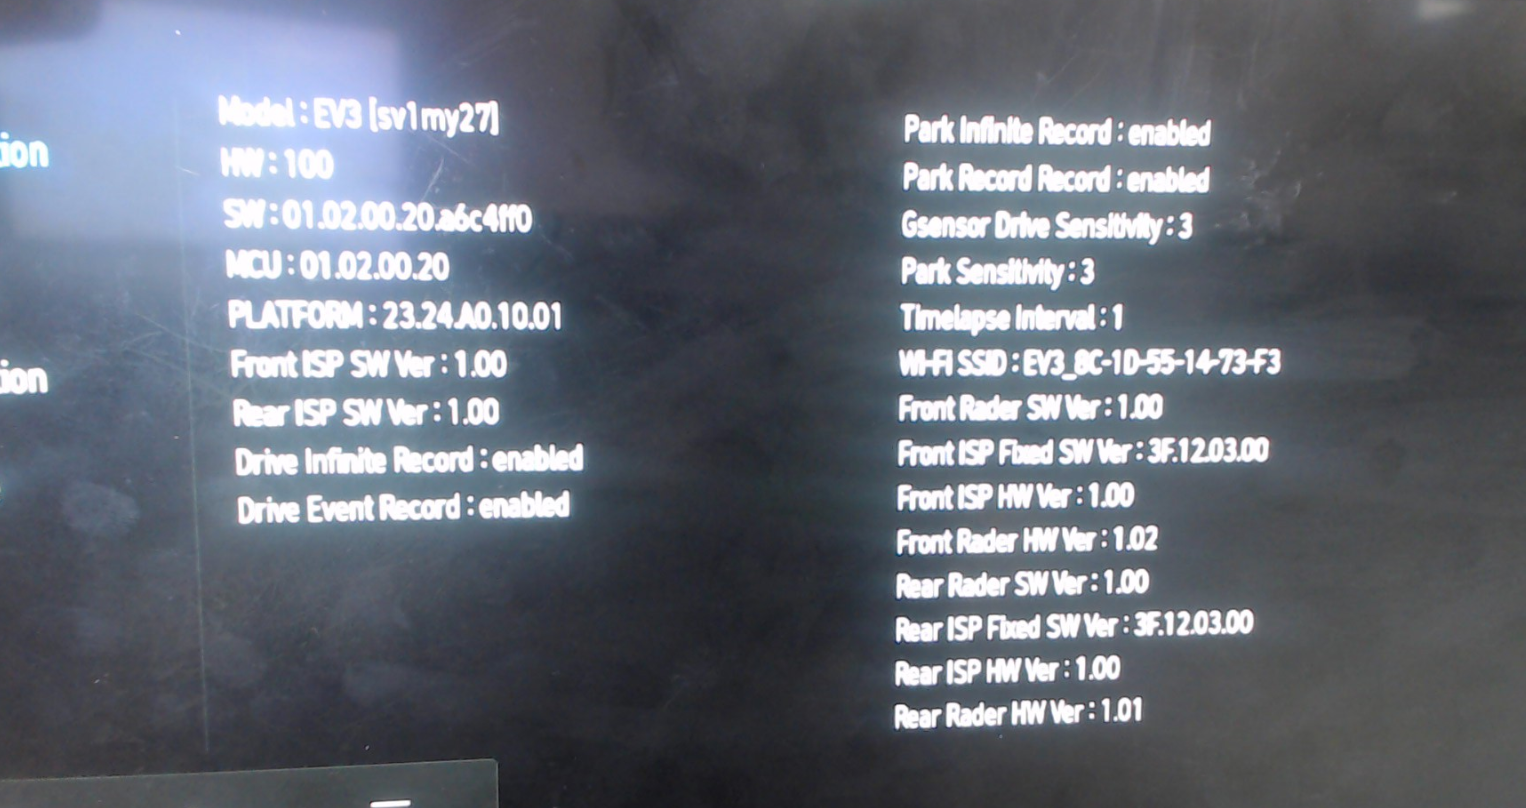 ion
ion
Model : EV3 [sv1my27]
HW : 100
SW : 01.02.00.20.a6c4ff0
MCU : 01.02.00.20
PLATFORM : 23.24.A0.10.01
Front ISP SW Ver : 1.00
Rear ISP SW Ver : 1.00
Drive Infinite Record : enabled
Drive Event Record : enabled
Park Infinite Record : enabled
Park Record Record : enabled
Gsensor Drive Sensitivity : 3
Park Sensitivity : 3
Timelapse Interval : 1
Wi-Fi SSID : EV3_8C-1D-55-14-73-F3
Front Rader SW Ver : 1.00
Front ISP Fixed SW Ver : 3F.12.03.00
Front ISP HW Ver : 1.00
Front Rader HW Ver : 1.02
Rear Rader SW Ver : 1.00
Rear ISP Fixed SW Ver : 3F.12.03.00
Rear ISP HW Ver : 1.00
Rear Rader HW Ver : 1.01